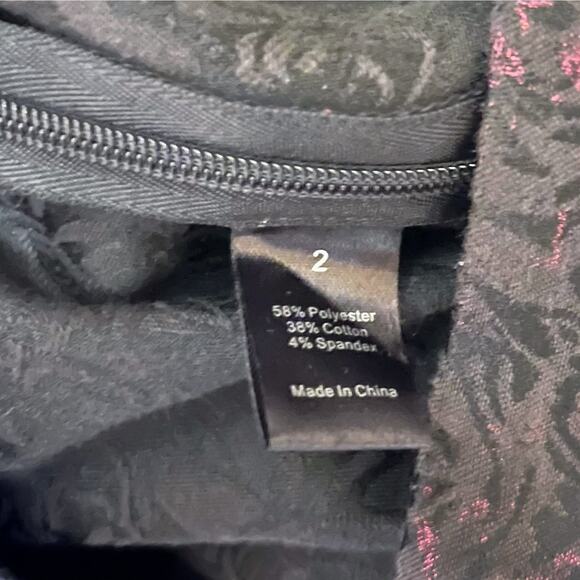 2
58% Polyester
38% Cotton
4% Spandex
Made In China